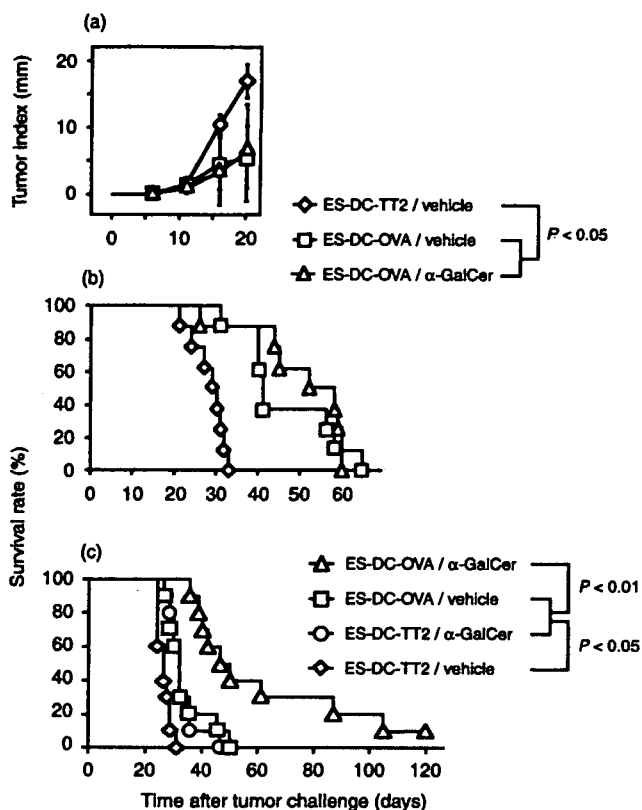 (a)
Tumor index (mm)
20
10
0
0 10 20
ES-DC-TT2 / vehicle
ES-DC-OVA / vehicle
ES-DC-OVA / α-GalCer
P < 0.05
(b)
Survival rate (%)
100
80
60
40
20
0
0 10 20 30 40 50 60
(c)
ES-DC-OVA / α-GalCer
ES-DC-OVA / vehicle
ES-DC-TT2 / α-GalCer
ES-DC-TT2 / vehicle
P < 0.01
P < 0.05
100
80
60
40
20
0
0 20 40 60 80 100 120
Time after tumor challenge (days)